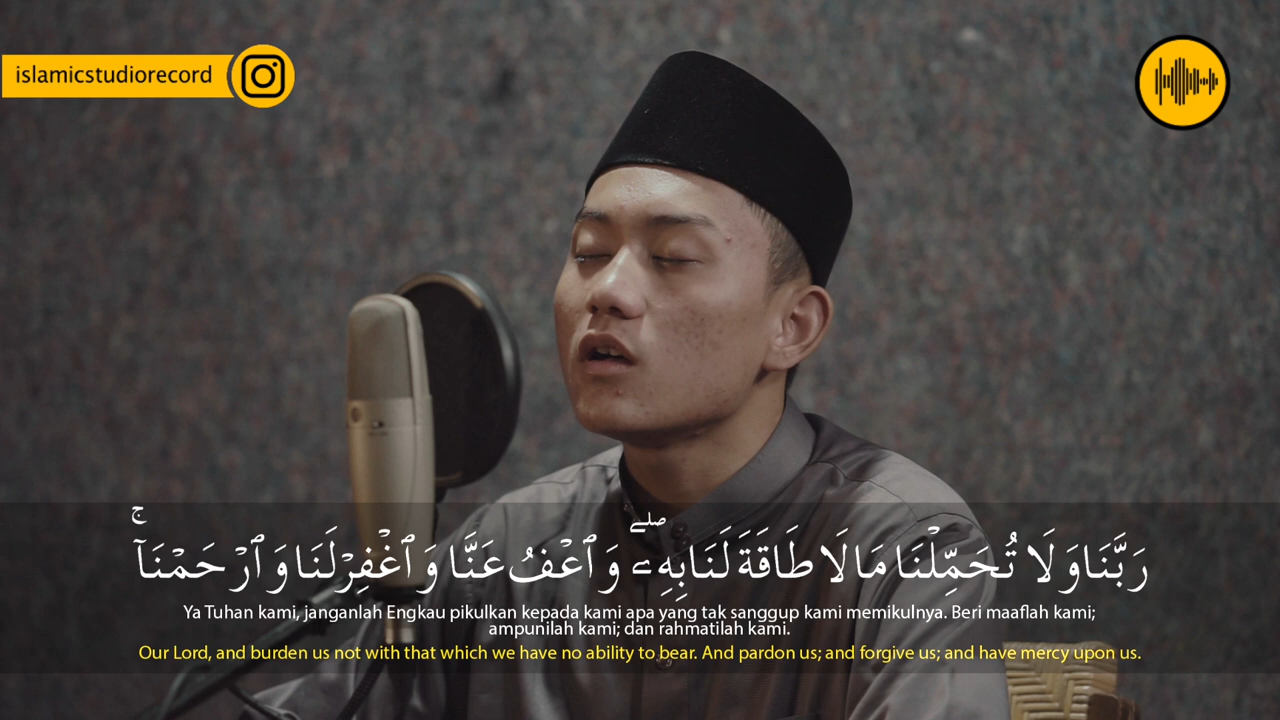 islamicstudiorecord
رَبَّنَا وَلَا تُحَمِّلْنَا مَا لَا طَاقَةَ لَنَا بِهِۦ ۖ وَٱعْفُ عَنَّا وَٱغْفِرْ لَنَا وَٱرْحَمْنَآ ۚ
Ya Tuhan kami, janganlah Engkau pikulkan kepada kami apa yang tak sanggup kami memikulnya. Beri maaflah kami;
ampunilah kami; dan rahmatilah kami.
Our Lord, and burden us not with that which we have no ability to bear. And pardon us; and forgive us; and have mercy upon us.